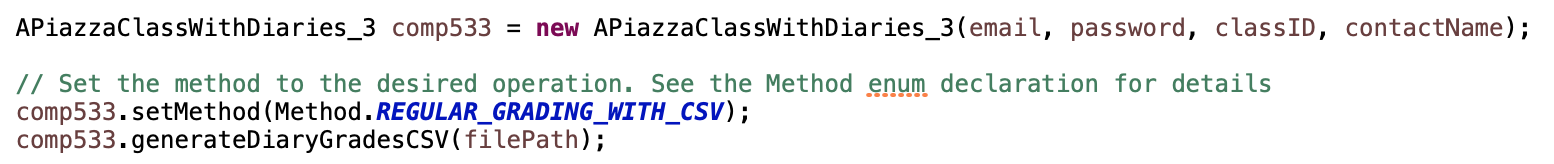 APiazzaClassWithDiaries_3 comp533 = new APiazzaClassWithDiaries_3(email, password, classID, contactName);
// Set the method to the desired operation. See the Method enum declaration for details
comp533.setMethod(Method.REGULAR_GRADING_WITH_CSV);
comp533.generateDiaryGradesCSV(filePath);